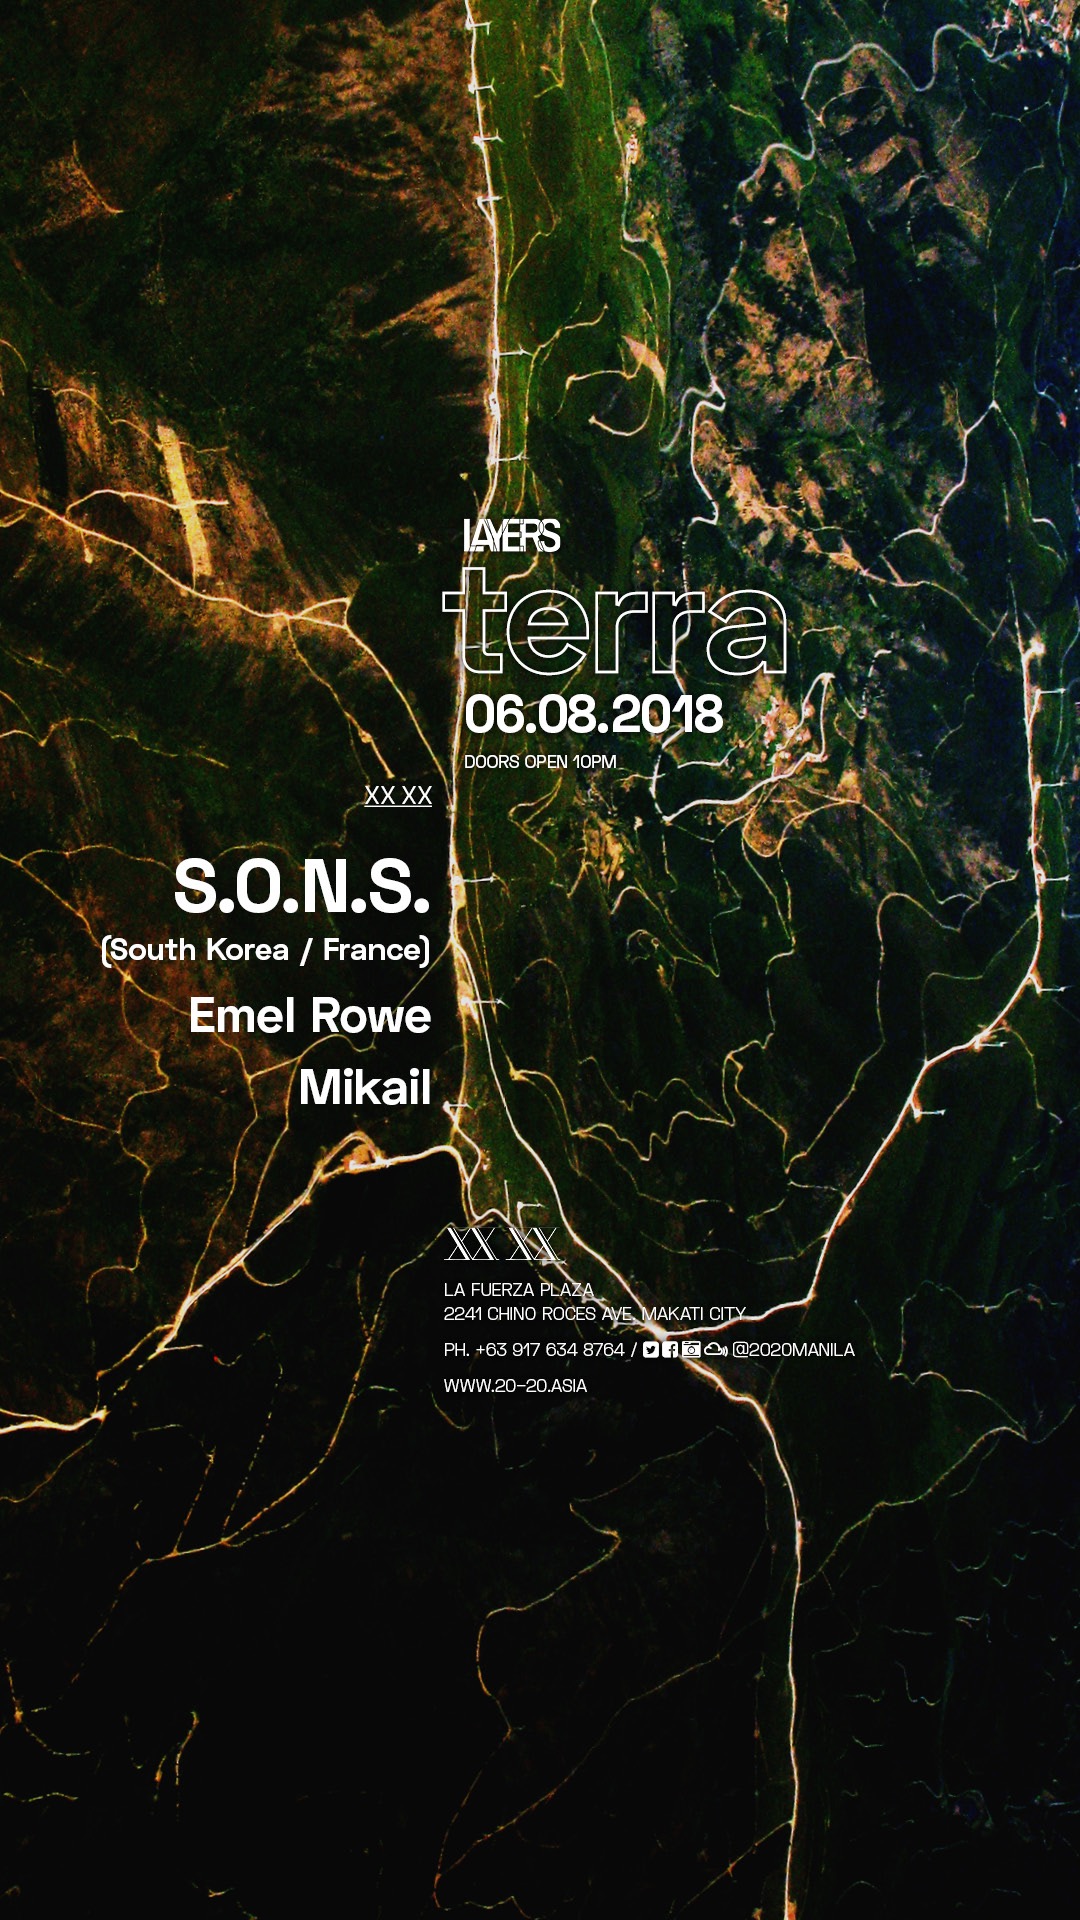 LAYERS
terra
06.08.2018
DOORS OPEN 10PM
XX XX
S.O.N.S.
(South Korea / France)
Emel Rowe
Mikail
XX XX
LA FUERZA PLAZA
2241 CHINO ROCES AVE. MAKATI CITY
PH. +63 917 634 8764 / @2020MANILA
WWW.20-20.ASIA